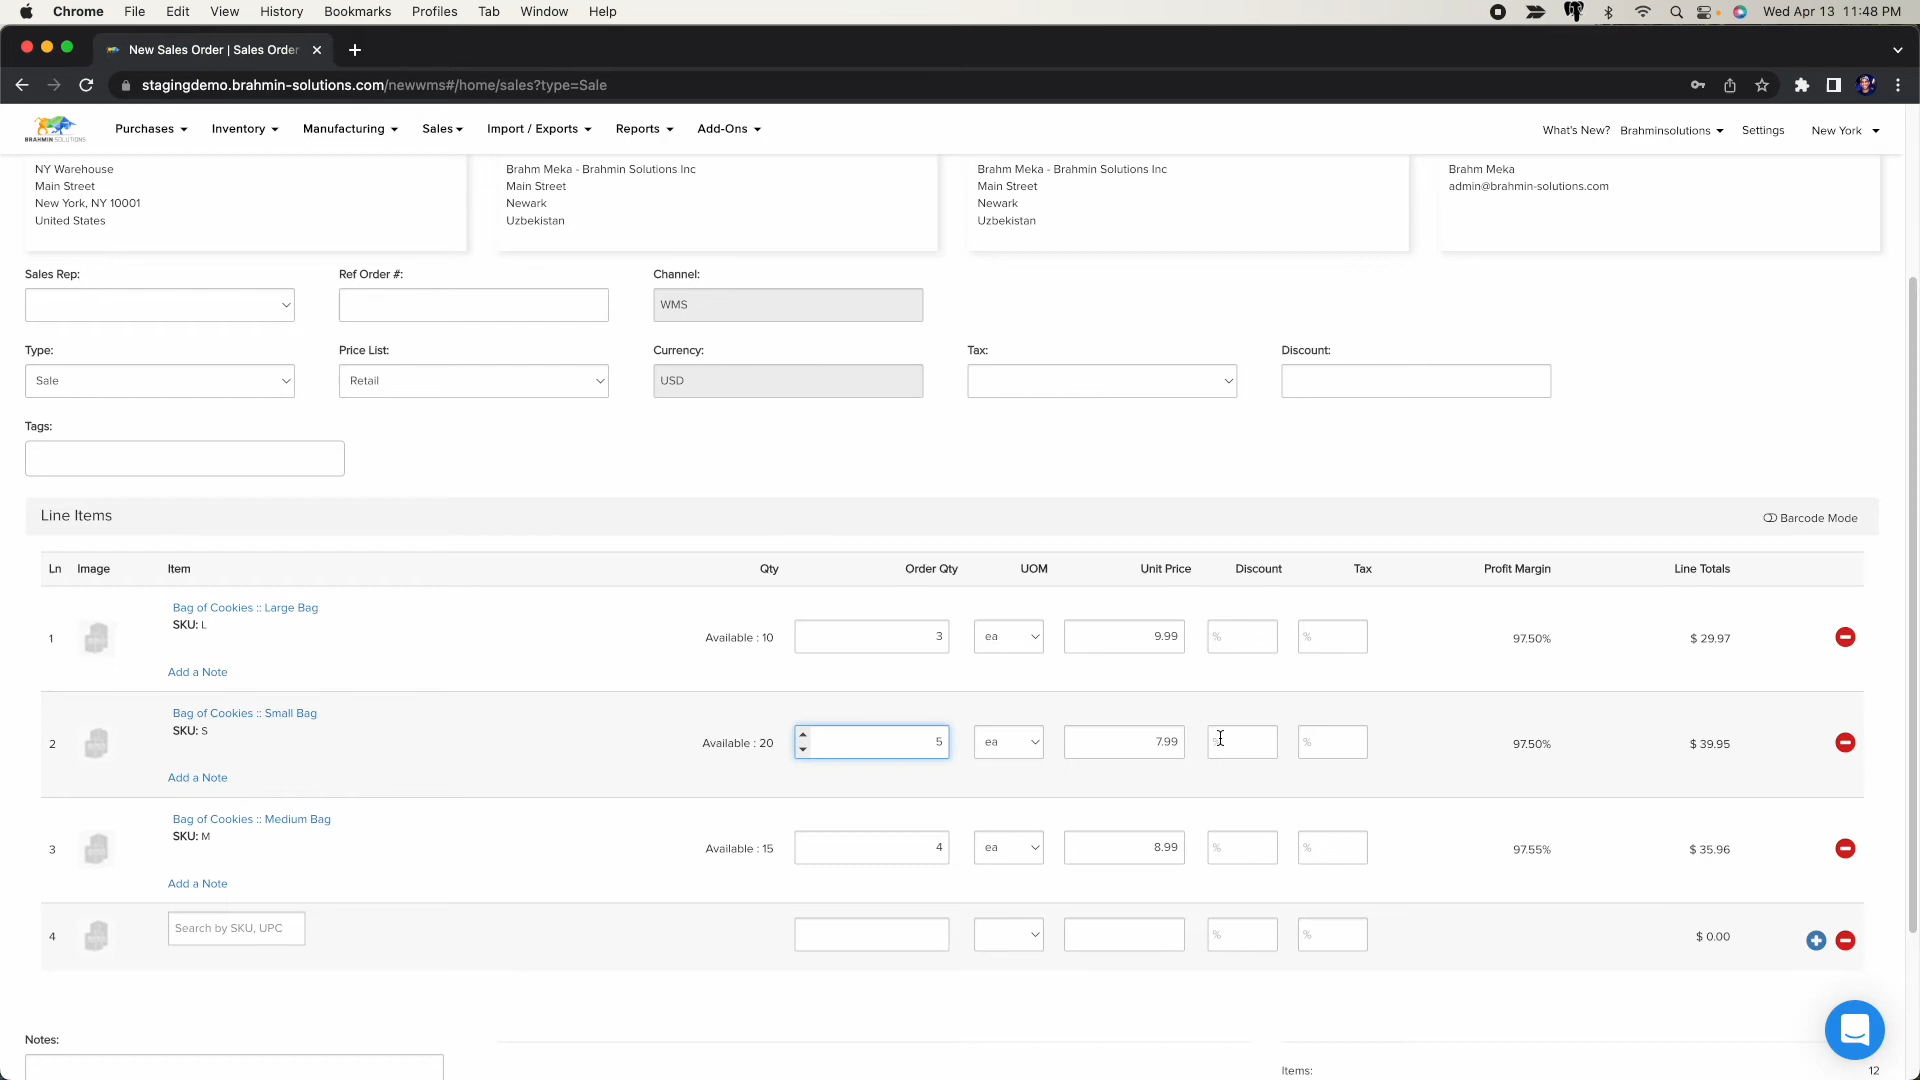 Chrome File Edit View History Bookmarks Profiles Tab Window Help Wed Apr 13 11:48 PM
New Sales Order | Sales Order
stagingdemo.brahmin-solutions.com/newwms#/home/sales?type=Sale
BRAHMIN SOLUTIONS Purchases Inventory Manufacturing Sales Import / Exports Reports Add-Ons What's New? Brahminsolutions Settings New York
NY Warehouse Brahm Meka - Brahmin Solutions Inc Brahm Meka - Brahmin Solutions Inc Brahm Meka
Main Street Main Street Main Street admin@brahmin-solutions.com
New York, NY 10001 Newark Newark
United States Uzbekistan Uzbekistan
Sales Rep: Ref Order #: Channel:
WMS
Type: Price List: Currency: Tax: Discount:
Sale Retail USD
Tags:
Line Items Barcode Mode
Ln Image Item Qty Order Qty UOM Unit Price Discount Tax Profit Margin Line Totals
Bag of Cookies :: Large Bag
SKU: L
1 Available : 10 3 ea 9.99 % % 97.50% $ 29.97
Add a Note
Bag of Cookies :: Small Bag
SKU: S
2 Available : 20 5 ea 7.99 % % 97.50% $ 39.95
Add a Note
Bag of Cookies :: Medium Bag
SKU: M
3 Available : 15 4 ea 8.99 % % 97.55% $ 35.96
Add a Note
4 Search by SKU, UPC % % $ 0.00
Notes:
Items: 12